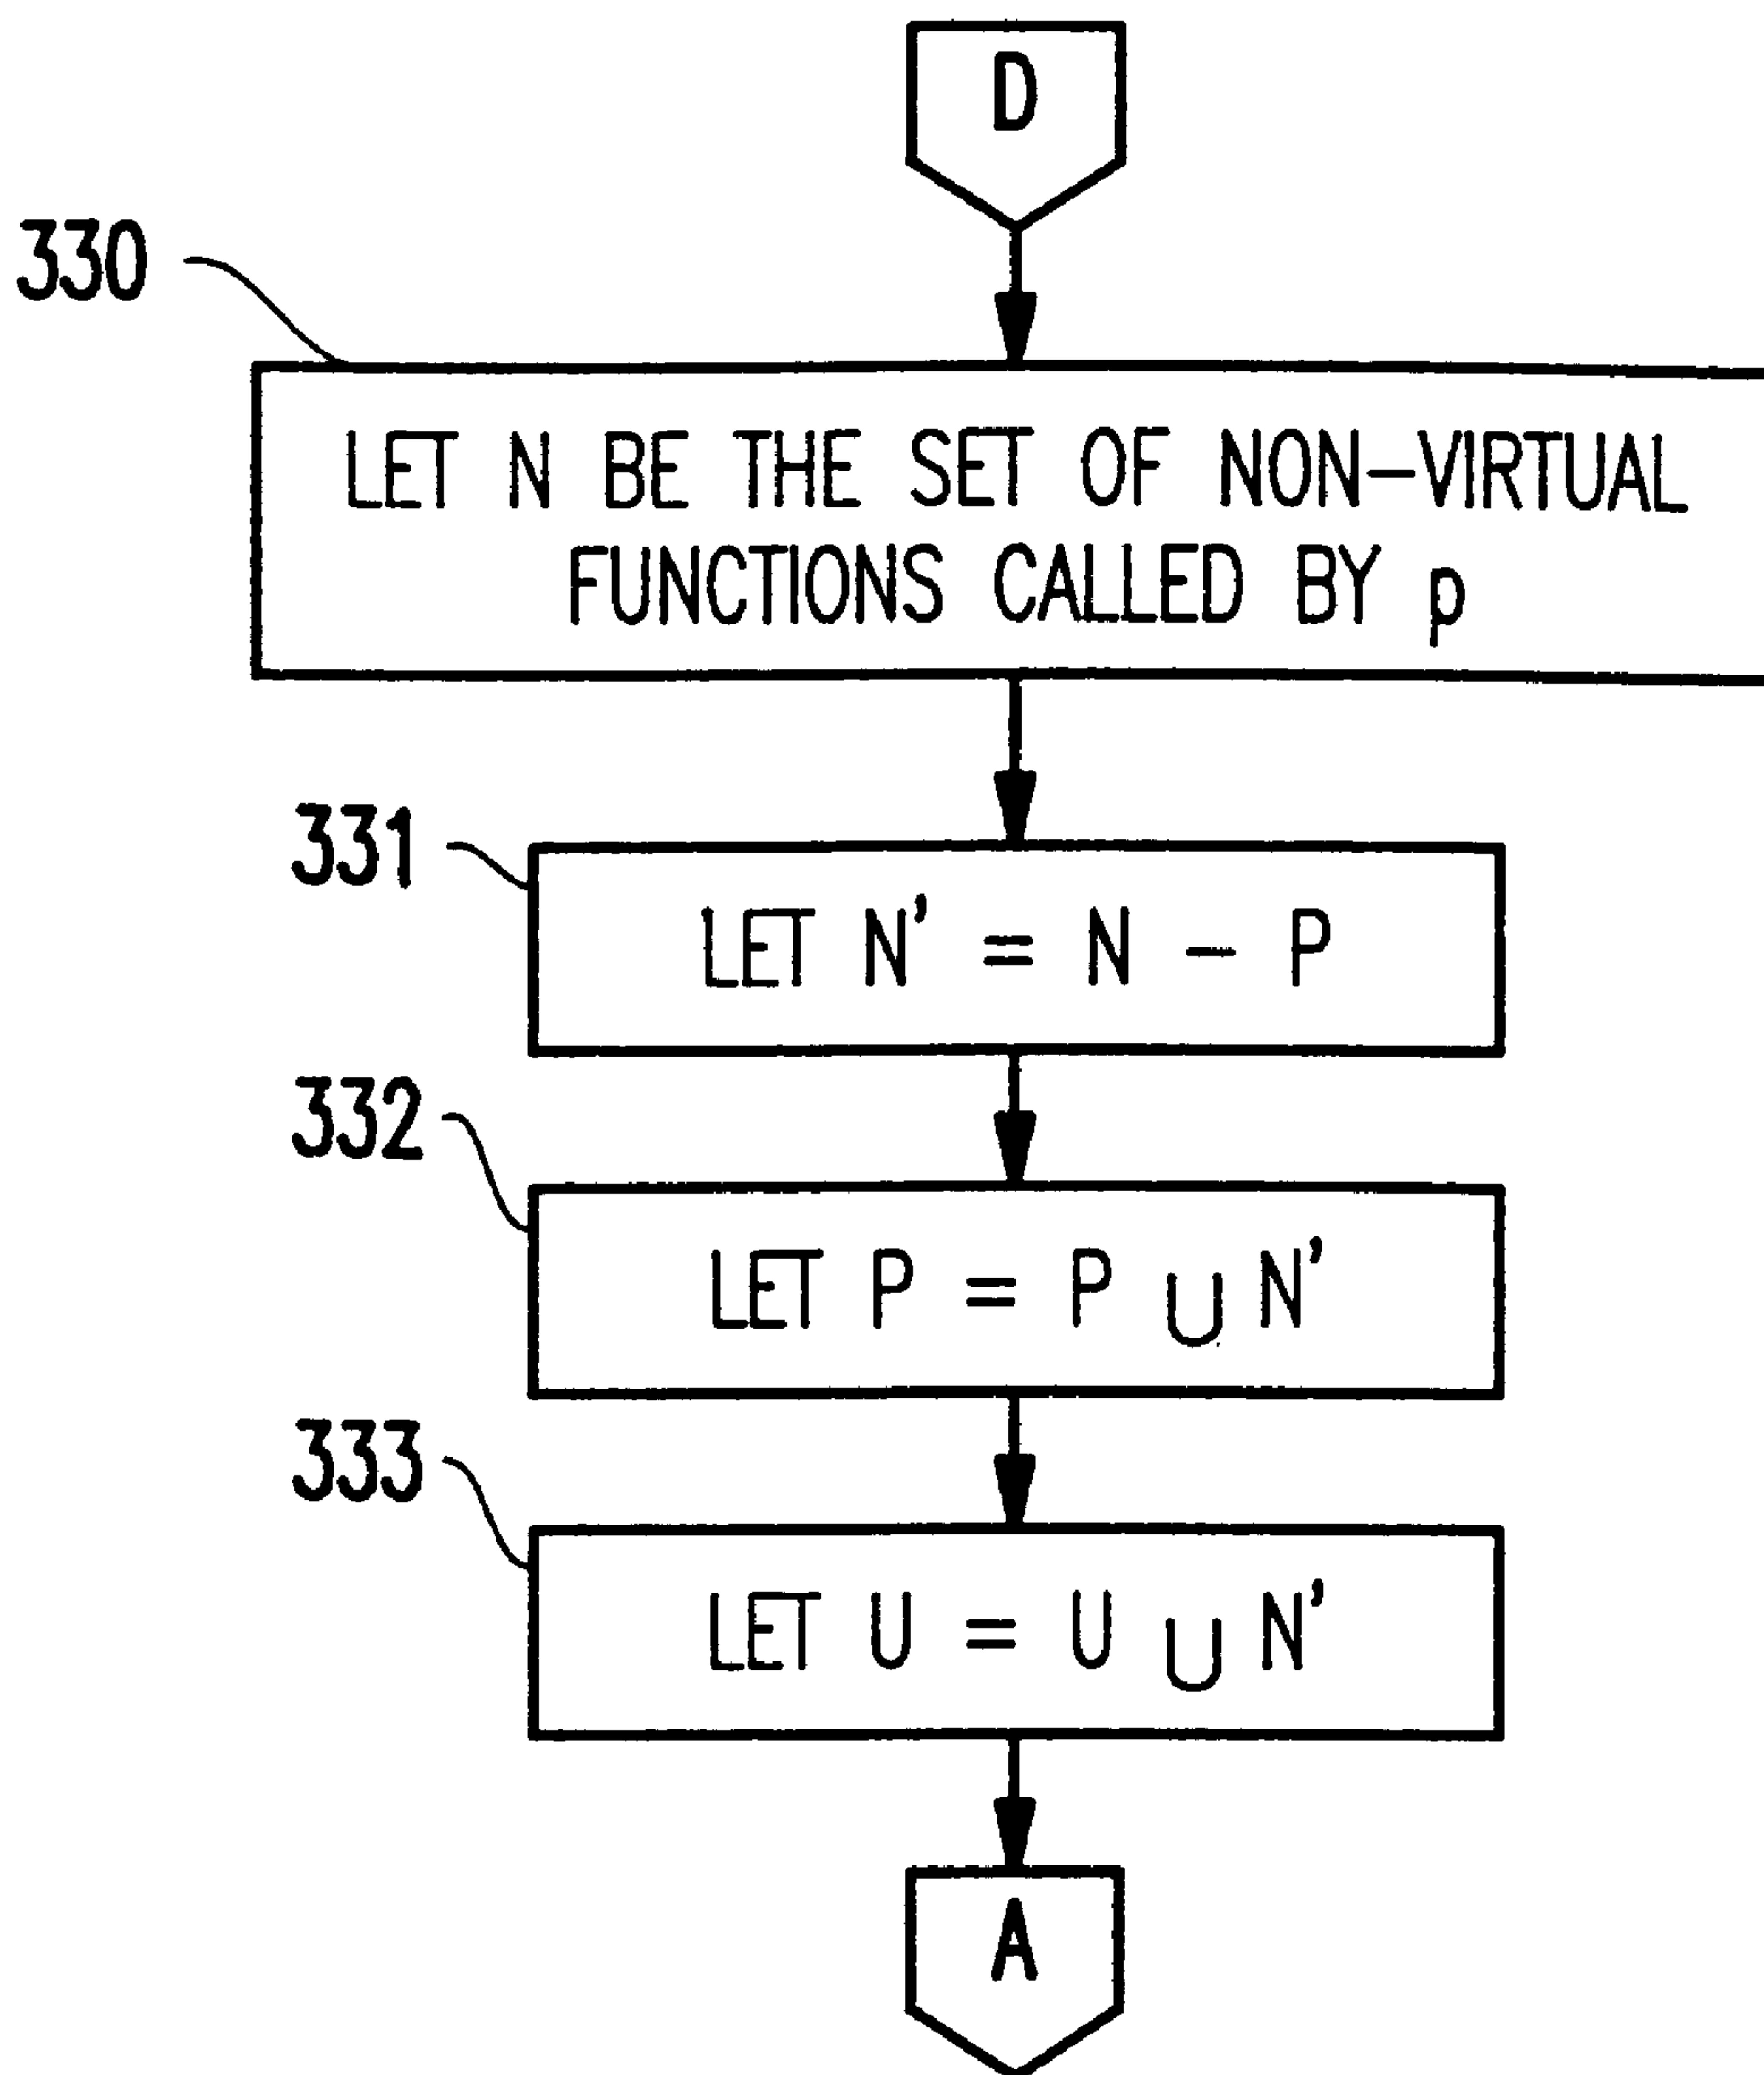 D
330
LET N BE THE SET OF NON-VIRTUAL
FUNCTIONS CALLED BY p
331
LET N' = N - P
332
LET P = P ∪ N'
333
LET U = U ∪ N'
A